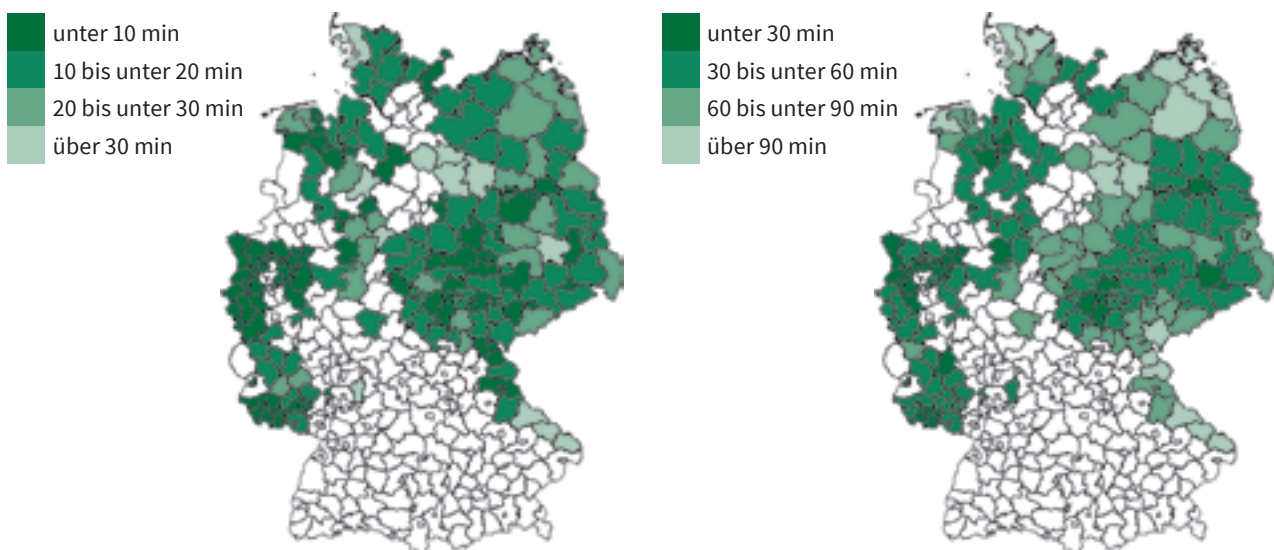 unter 10 min
10 bis unter 20 min
20 bis unter 30 min
über 30 min
unter 30 min
30 bis unter 60 min
60 bis unter 90 min
über 90 min